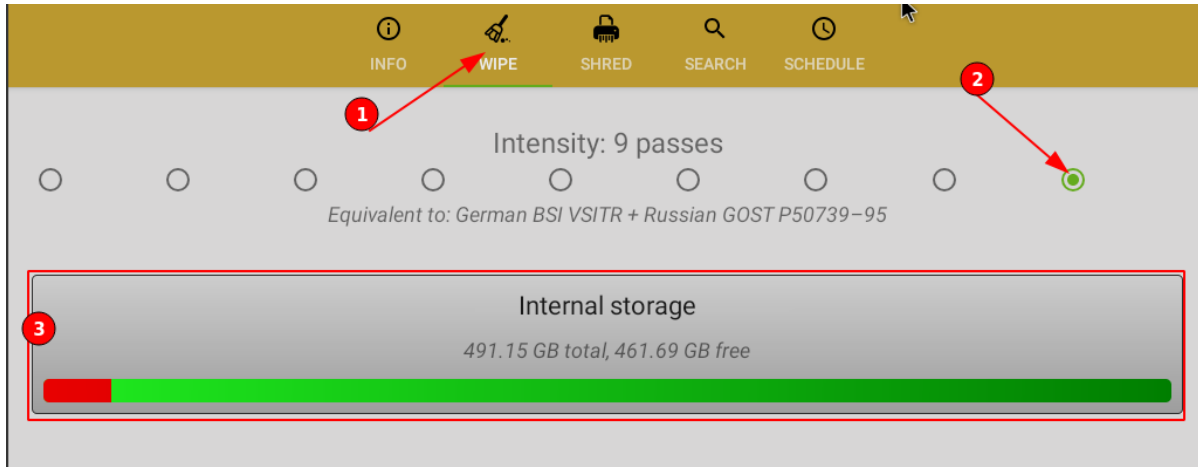 INFO
WIPE
SHRED
SEARCH
SCHEDULE
1
2
Intensity: 9 passes
Equivalent to: German BSI VSITR + Russian GOST P50739–95
3
Internal storage
491.15 GB total, 461.69 GB free